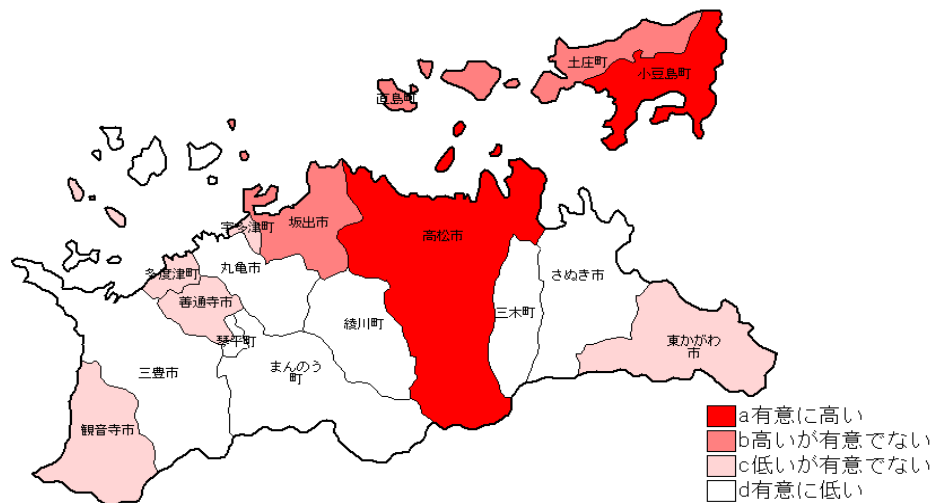 土庄町
小豆島町
直島町
宇多津町
坂出市
高松市
多度津町
丸亀市
さぬき市
善通寺市
三木町
綾川町
琴平町
東かがわ
市
三豊市
まんのう
町
観音寺市
a有意に高い
b高いが有意でない
c低いが有意でない
d有意に低い